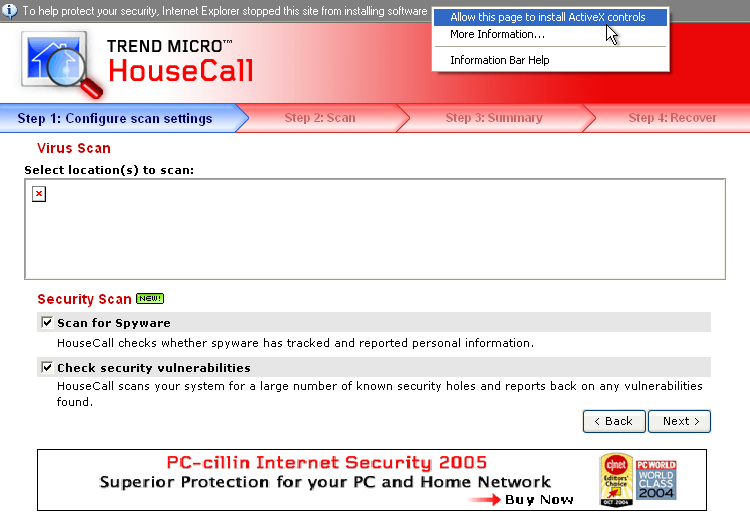 To help protect your security, Internet Explorer stopped this site from installing software
Allow this page to install ActiveX controls
More Information...
Information Bar Help
TREND MICRO™
HouseCall
Step 1: Configure scan settings
Step 2: Scan
Step 3: Summary
Step 4: Recover
Virus Scan
Select location(s) to scan:
Security Scan NEW!
Scan for Spyware
HouseCall checks whether spyware has tracked and reported personal information.
Check security vulnerabilities
HouseCall scans your system for a large number of known security holes and reports back on any vulnerabilities
found.
< Back
Next >
PC-cillin Internet Security 2005
Superior Protection for your PC and Home Network
Buy Now
c|net
Editors'
Choice
OCT 2004
PC WORLD
WORLD
CLASS
2004